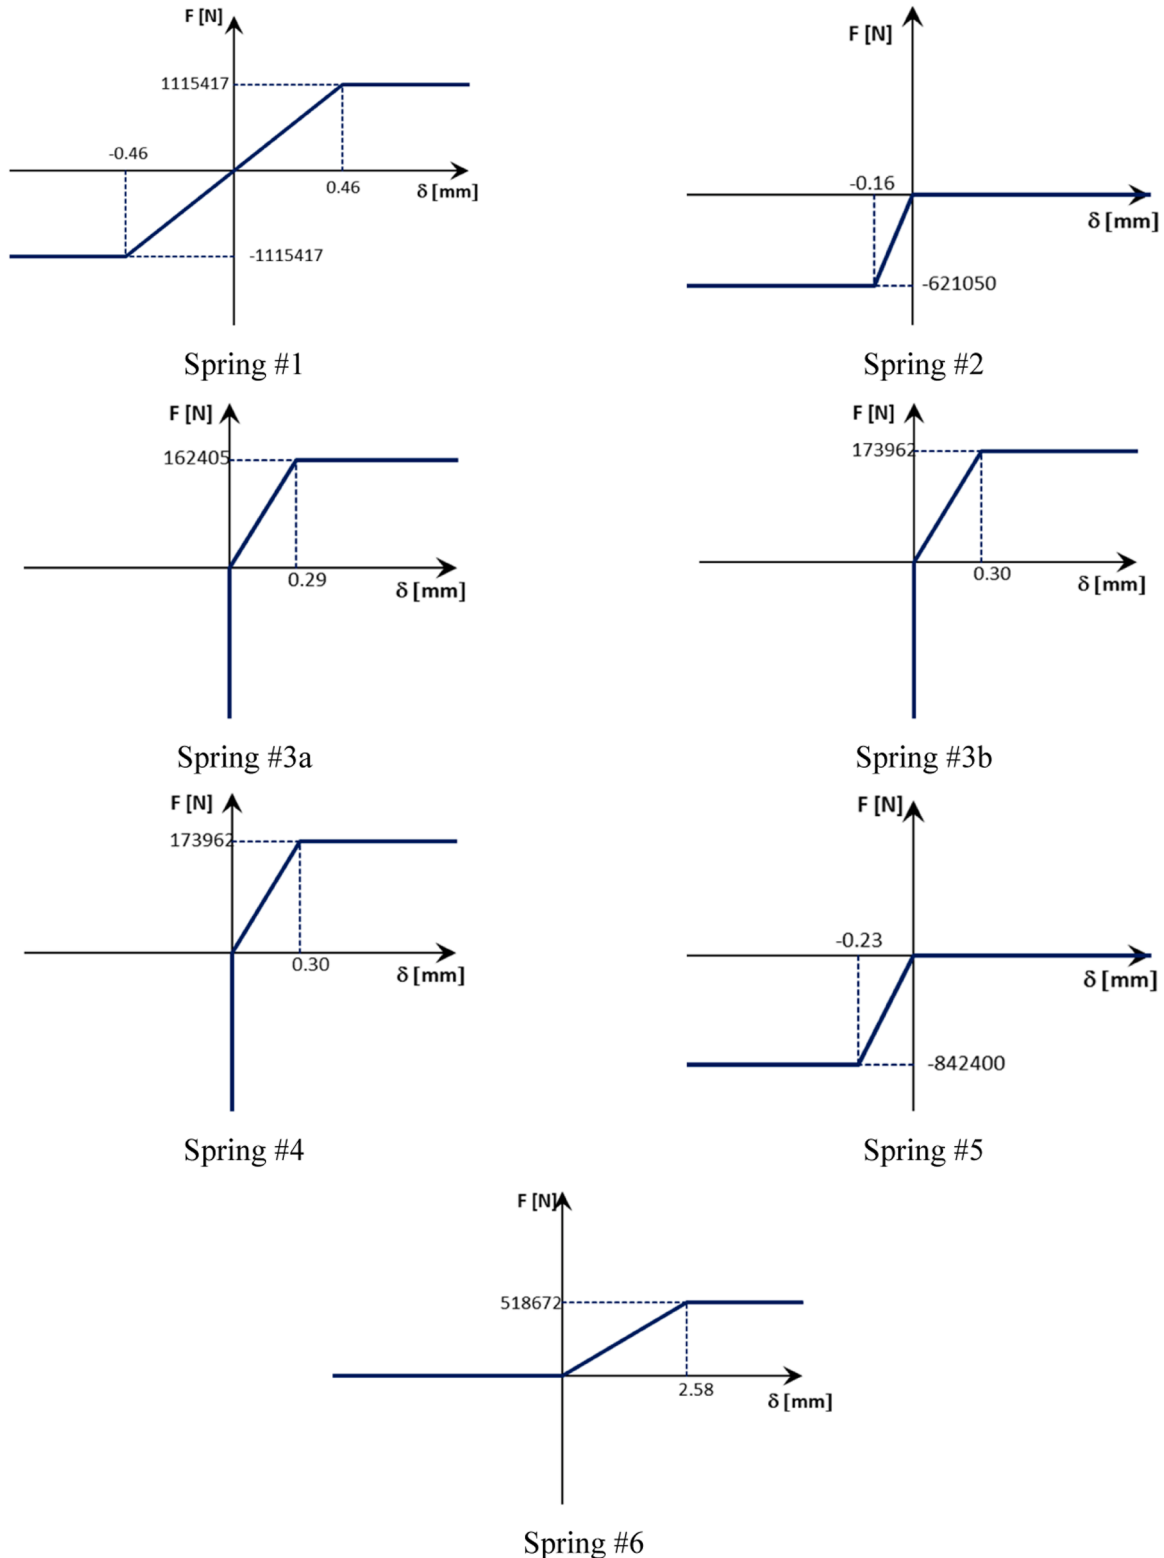 F [N]
1115417
-0.46
0.46
δ [mm]
-1115417
Spring #1
F [N]
-0.16
δ [mm]
-621050
Spring #2
F [N]
162405
0.29
δ [mm]
Spring #3a
F [N]
173962
0.30
δ [mm]
Spring #3b
F [N]
173962
0.30
δ [mm]
Spring #4
F [N]
-0.23
δ [mm]
-842400
Spring #5
F [N]
518672
2.58
δ [mm]
Spring #6